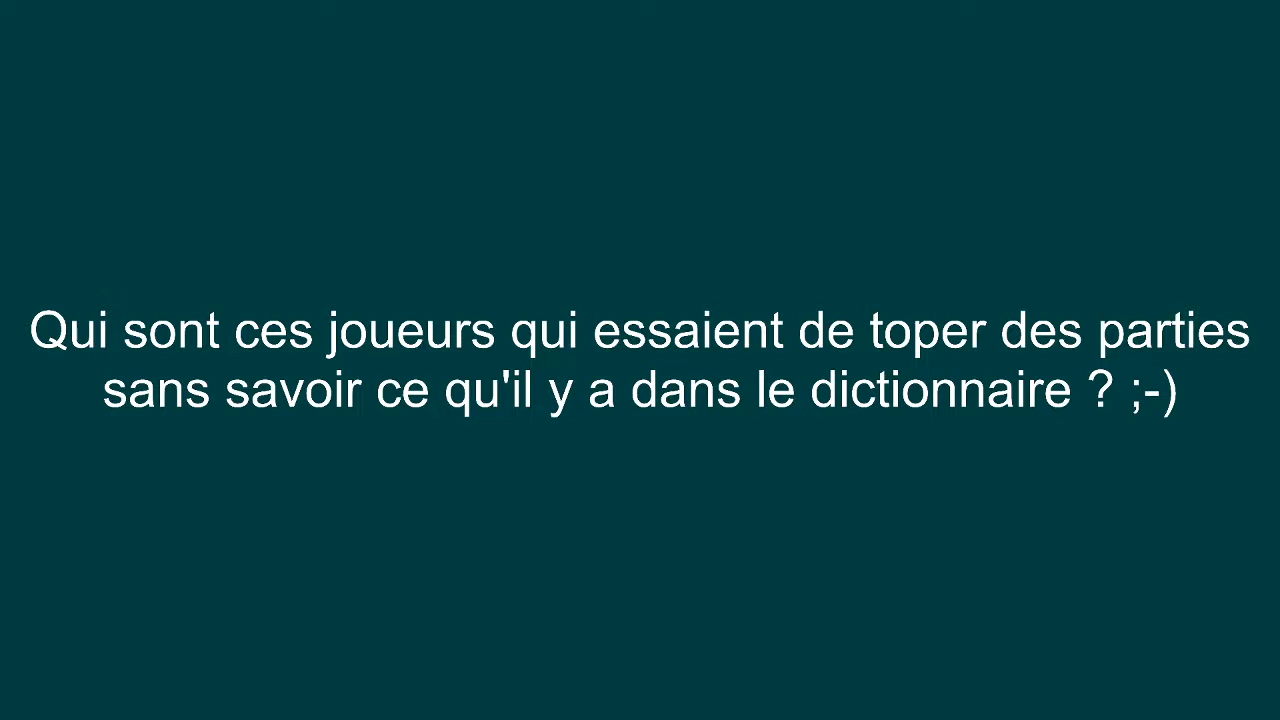 Qui sont ces joueurs qui essaient de toper des parties
sans savoir ce qu'il y a dans le dictionnaire ? ;-)